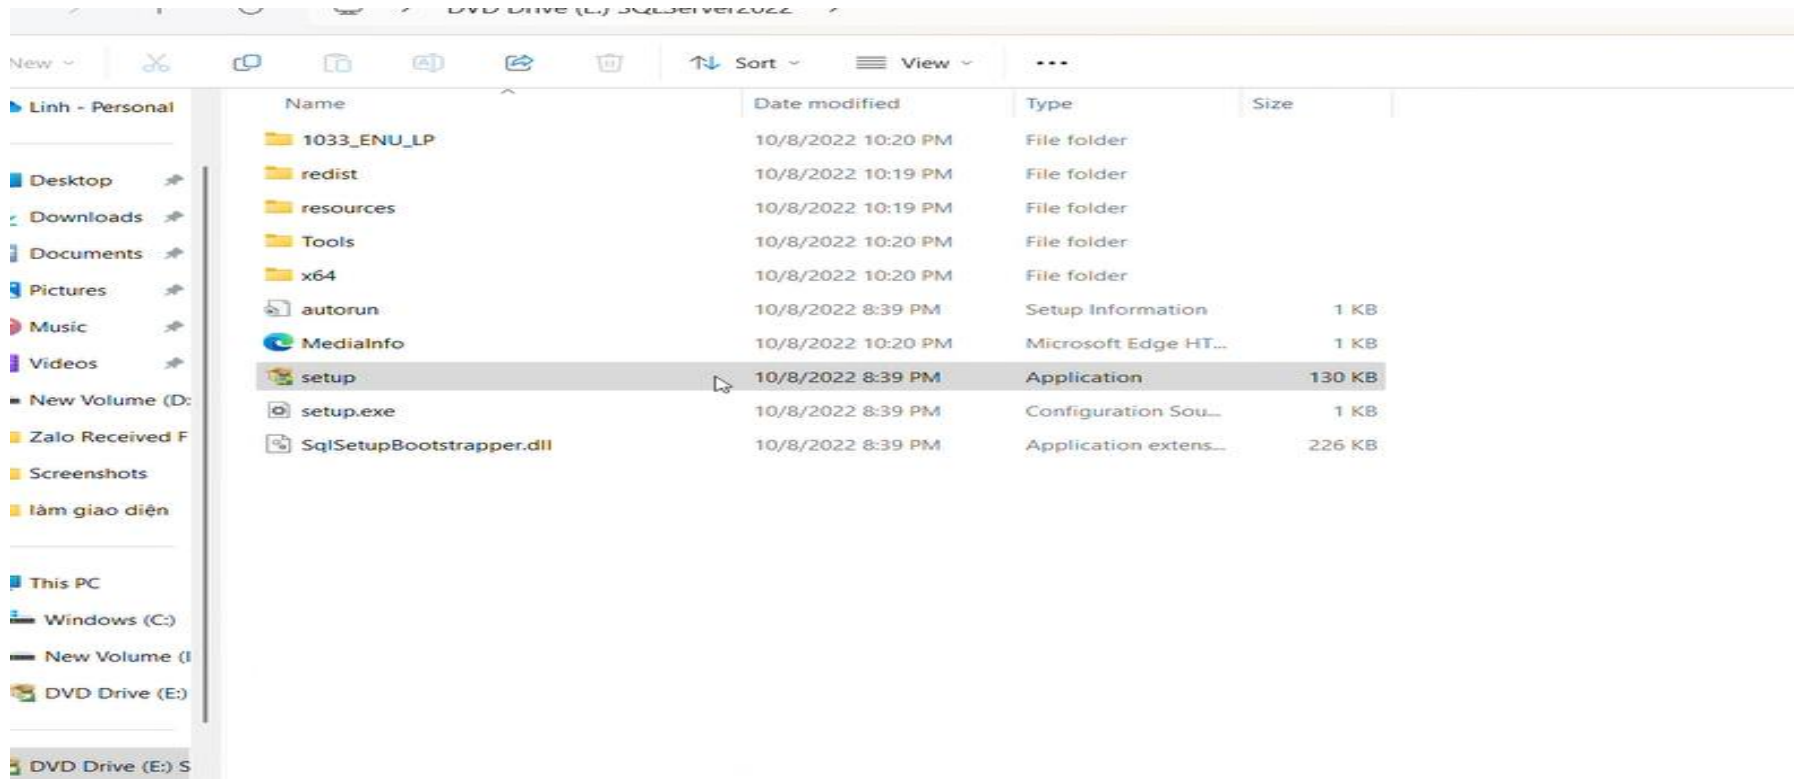 DVD Drive (E:) SQLServer2022
New Sort View
Linh - Personal
Desktop
Downloads
Documents
Pictures
Music
Videos
New Volume (D:
Zalo Received F
Screenshots
làm giao diện
This PC
Windows (C:)
New Volume (I
DVD Drive (E:)
DVD Drive (E:) S
Name Date modified Type Size
1033_ENU_LP 10/8/2022 10:20 PM File folder
redist 10/8/2022 10:19 PM File folder
resources 10/8/2022 10:19 PM File folder
Tools 10/8/2022 10:20 PM File folder
x64 10/8/2022 10:20 PM File folder
autorun 10/8/2022 8:39 PM Setup Information 1 KB
MediaInfo 10/8/2022 10:20 PM Microsoft Edge HT... 1 KB
setup 10/8/2022 8:39 PM Application 130 KB
setup.exe 10/8/2022 8:39 PM Configuration Sou... 1 KB
SqlSetupBootstrapper.dll 10/8/2022 8:39 PM Application extens... 226 KB